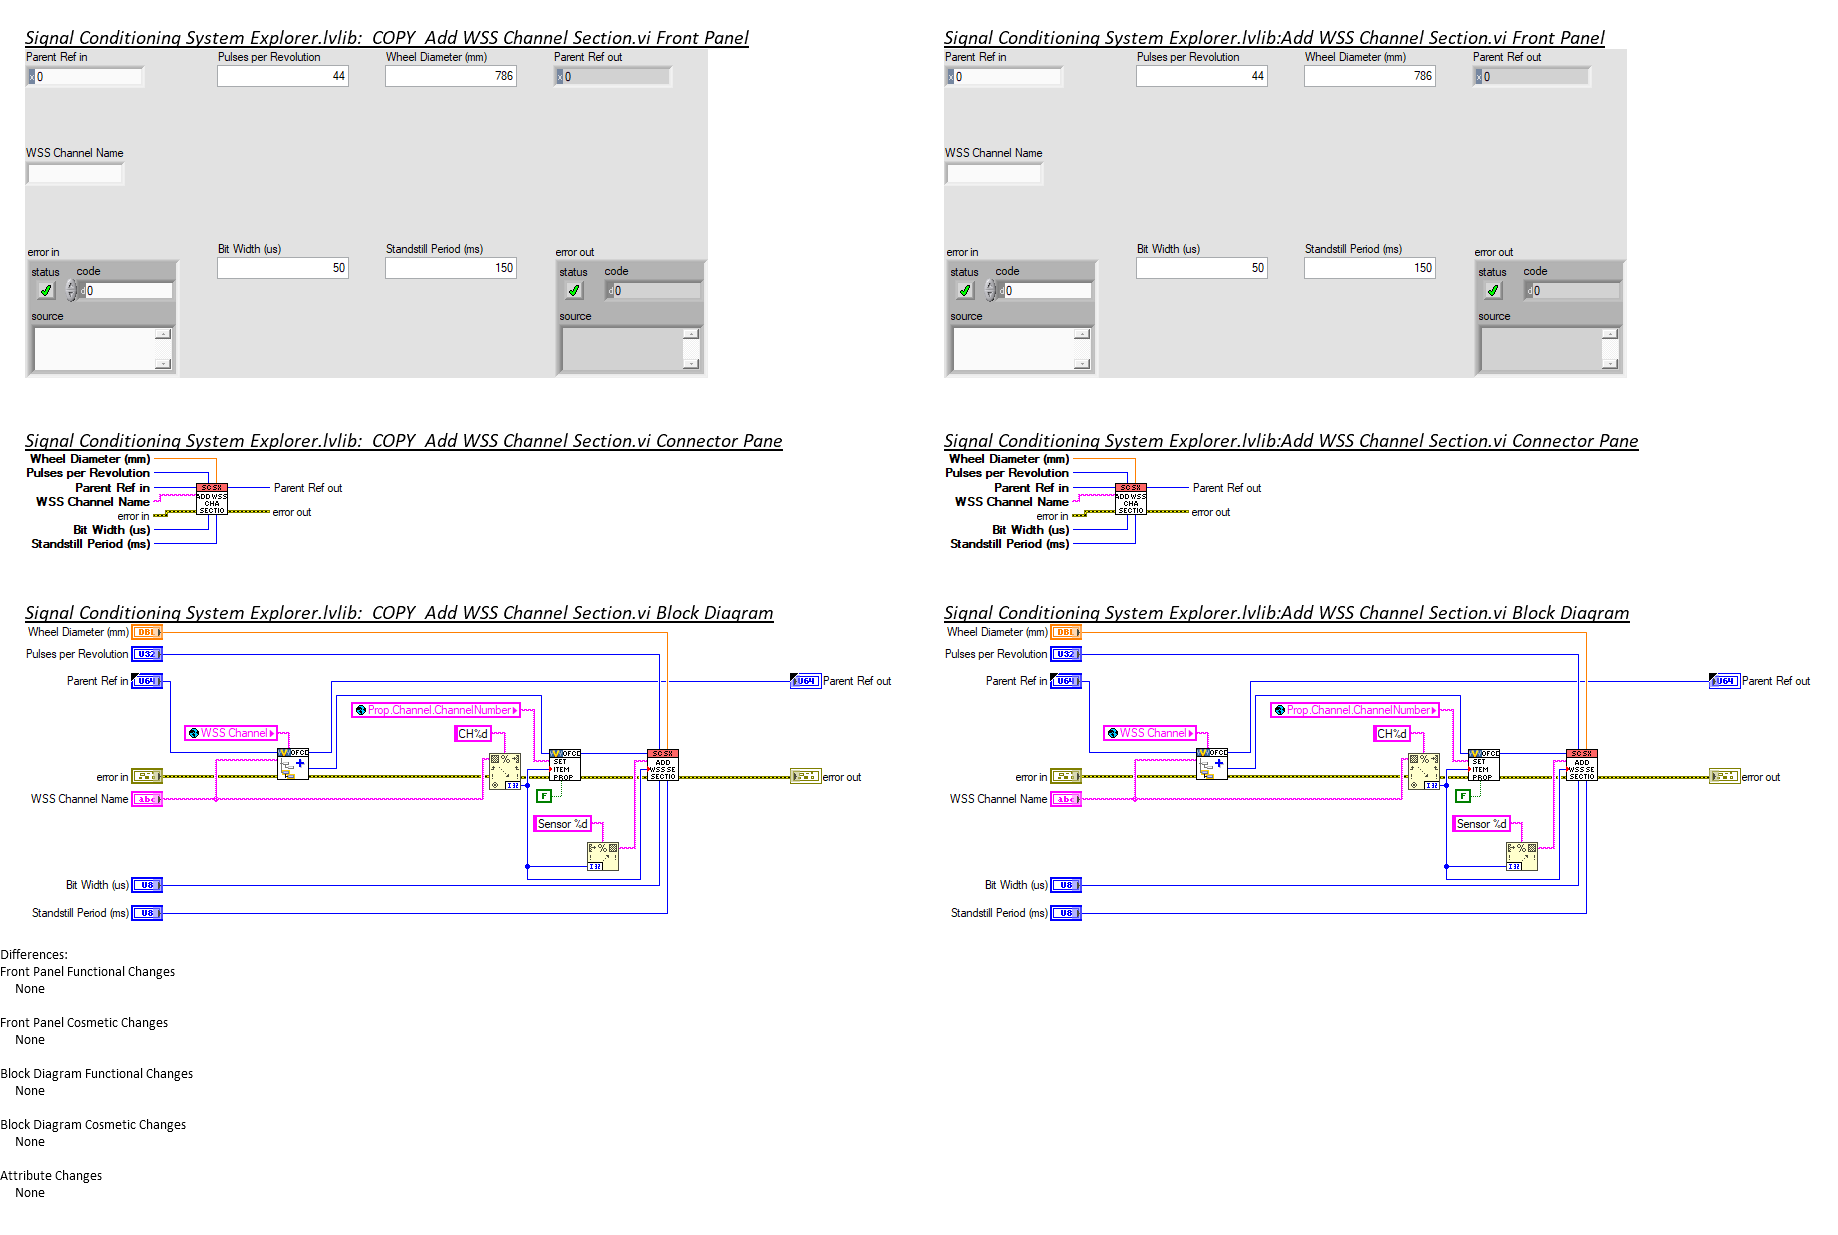 Signal Conditioning System Explorer.lvlib:  COPY  Add WSS Channel Section.vi Front Panel
Parent Ref in
Pulses per Revolution
Wheel Diameter (mm)
Parent Ref out
x 0
44
786
x 0
WSS Channel Name
error in
Bit Width (us)
Standstill Period (ms)
error out
50
150
status
code
status
code
d 0
d 0
source
source
Signal Conditioning System Explorer.lvlib:Add WSS Channel Section.vi Front Panel
Parent Ref in
Pulses per Revolution
Wheel Diameter (mm)
Parent Ref out
x 0
44
786
x 0
WSS Channel Name
error in
Bit Width (us)
Standstill Period (ms)
error out
50
150
status
code
status
code
d 0
d 0
source
source
Signal Conditioning System Explorer.lvlib:  COPY  Add WSS Channel Section.vi Connector Pane
Wheel Diameter (mm)
Pulses per Revolution
Parent Ref in
WSS Channel Name
error in
Bit Width (us)
Standstill Period (ms)
SCSX
ADD WSS
CHA
SECTIO
Parent Ref out
error out
Signal Conditioning System Explorer.lvlib:Add WSS Channel Section.vi Connector Pane
Wheel Diameter (mm)
Pulses per Revolution
Parent Ref in
WSS Channel Name
error in
Bit Width (us)
Standstill Period (ms)
SCSX
ADD WSS
CHA
SECTIO
Parent Ref out
error out
Signal Conditioning System Explorer.lvlib:  COPY  Add WSS Channel Section.vi Block Diagram
Wheel Diameter (mm)
DBL
Pulses per Revolution
U32
Parent Ref in
U64
U64
Parent Ref out
Prop.Channel.ChannelNumber
WSS Channel
CH%d
OFCD
OFCD
SET
ITEM
PROP
SCSX
ADD
WSS SE
SECTIO
%
I32
error in
error out
WSS Channel Name
abc
F
Sensor %d
%
I32
Bit Width (us)
U8
Standstill Period (ms)
U8
Signal Conditioning System Explorer.lvlib:Add WSS Channel Section.vi Block Diagram
Wheel Diameter (mm)
DBL
Pulses per Revolution
U32
Parent Ref in
U64
U64
Parent Ref out
Prop.Channel.ChannelNumber
WSS Channel
CH%d
OFCD
OFCD
SET
ITEM
PROP
SCSX
ADD
WSS SE
SECTIO
%
I32
error in
error out
WSS Channel Name
abc
F
Sensor %d
%
I32
Bit Width (us)
U8
Standstill Period (ms)
U8
Differences:
Front Panel Functional Changes
None
Front Panel Cosmetic Changes
None
Block Diagram Functional Changes
None
Block Diagram Cosmetic Changes
None
Attribute Changes
None